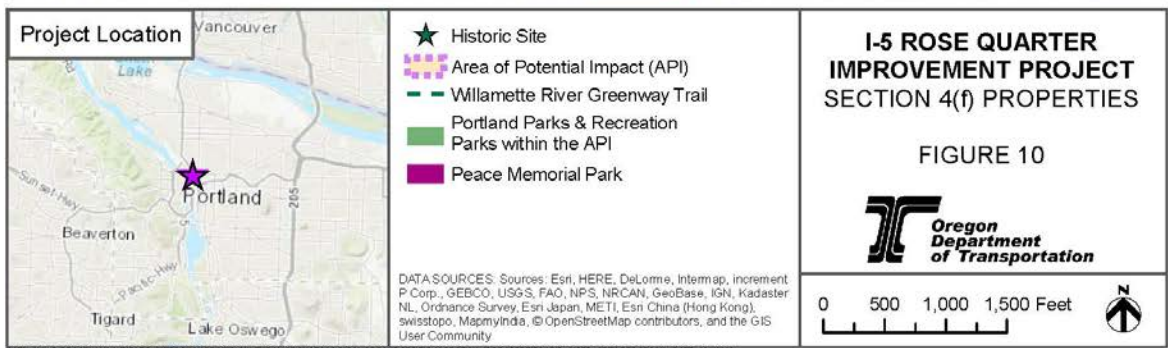 Project Location
Vancouver
Lake
Portland
Sunset-Hwy
205
5
Beaverton
Pacific-Hwy
Tigard
Lake Oswego
Historic Site
Area of Potential Impact (API)
Willamette River Greenway Trail
Portland Parks & Recreation
Parks within the API
Peace Memorial Park
DATA SOURCES: Sources: Esri, HERE, DeLorme, Intermap, increment
P Corp., GEBCO, USGS, FAO, NPS, NRCAN, GeoBase, IGN, Kadaster
NL, Ordnance Survey, Esri Japan, METI, Esri China (Hong Kong),
swisstopo, MapmyIndia, © OpenStreetMap contributors, and the GIS
User Community
I-5 ROSE QUARTER
IMPROVEMENT PROJECT
SECTION 4(f) PROPERTIES
FIGURE 10
Oregon
Department
of Transportation
0 500 1,000 1,500 Feet
N